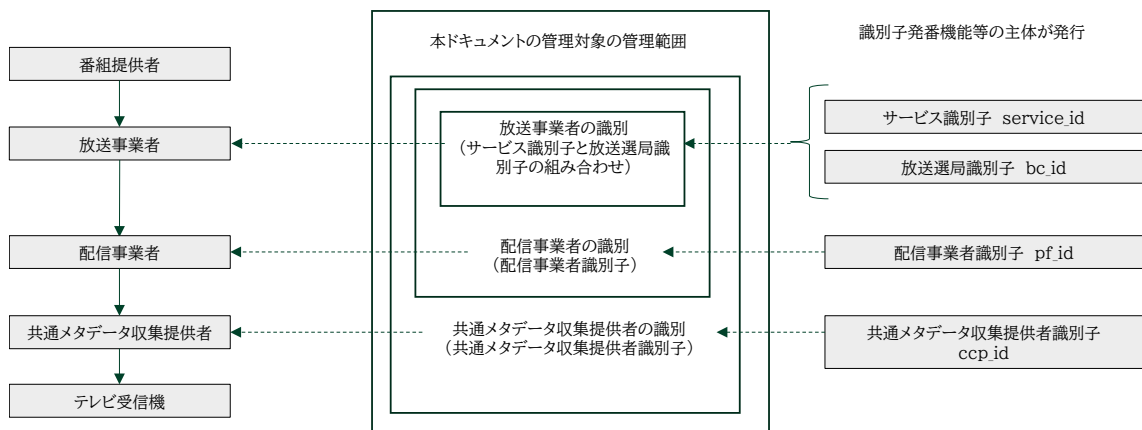 本ドキュメントの管理対象の管理範囲
識別子発番機能等の主体が発行
番組提供者
放送事業者
配信事業者
共通メタデータ収集提供者
テレビ受信機
放送事業者の識別
（サービス識別子と放送選局識
別子の組み合わせ）
配信事業者の識別
（配信事業者識別子）
共通メタデータ収集提供者の識別
（共通メタデータ収集提供者識別子）
サービス識別子 service_id
放送選局識別子 bc_id
配信事業者識別子 pf_id
共通メタデータ収集提供者識別子
ccp_id